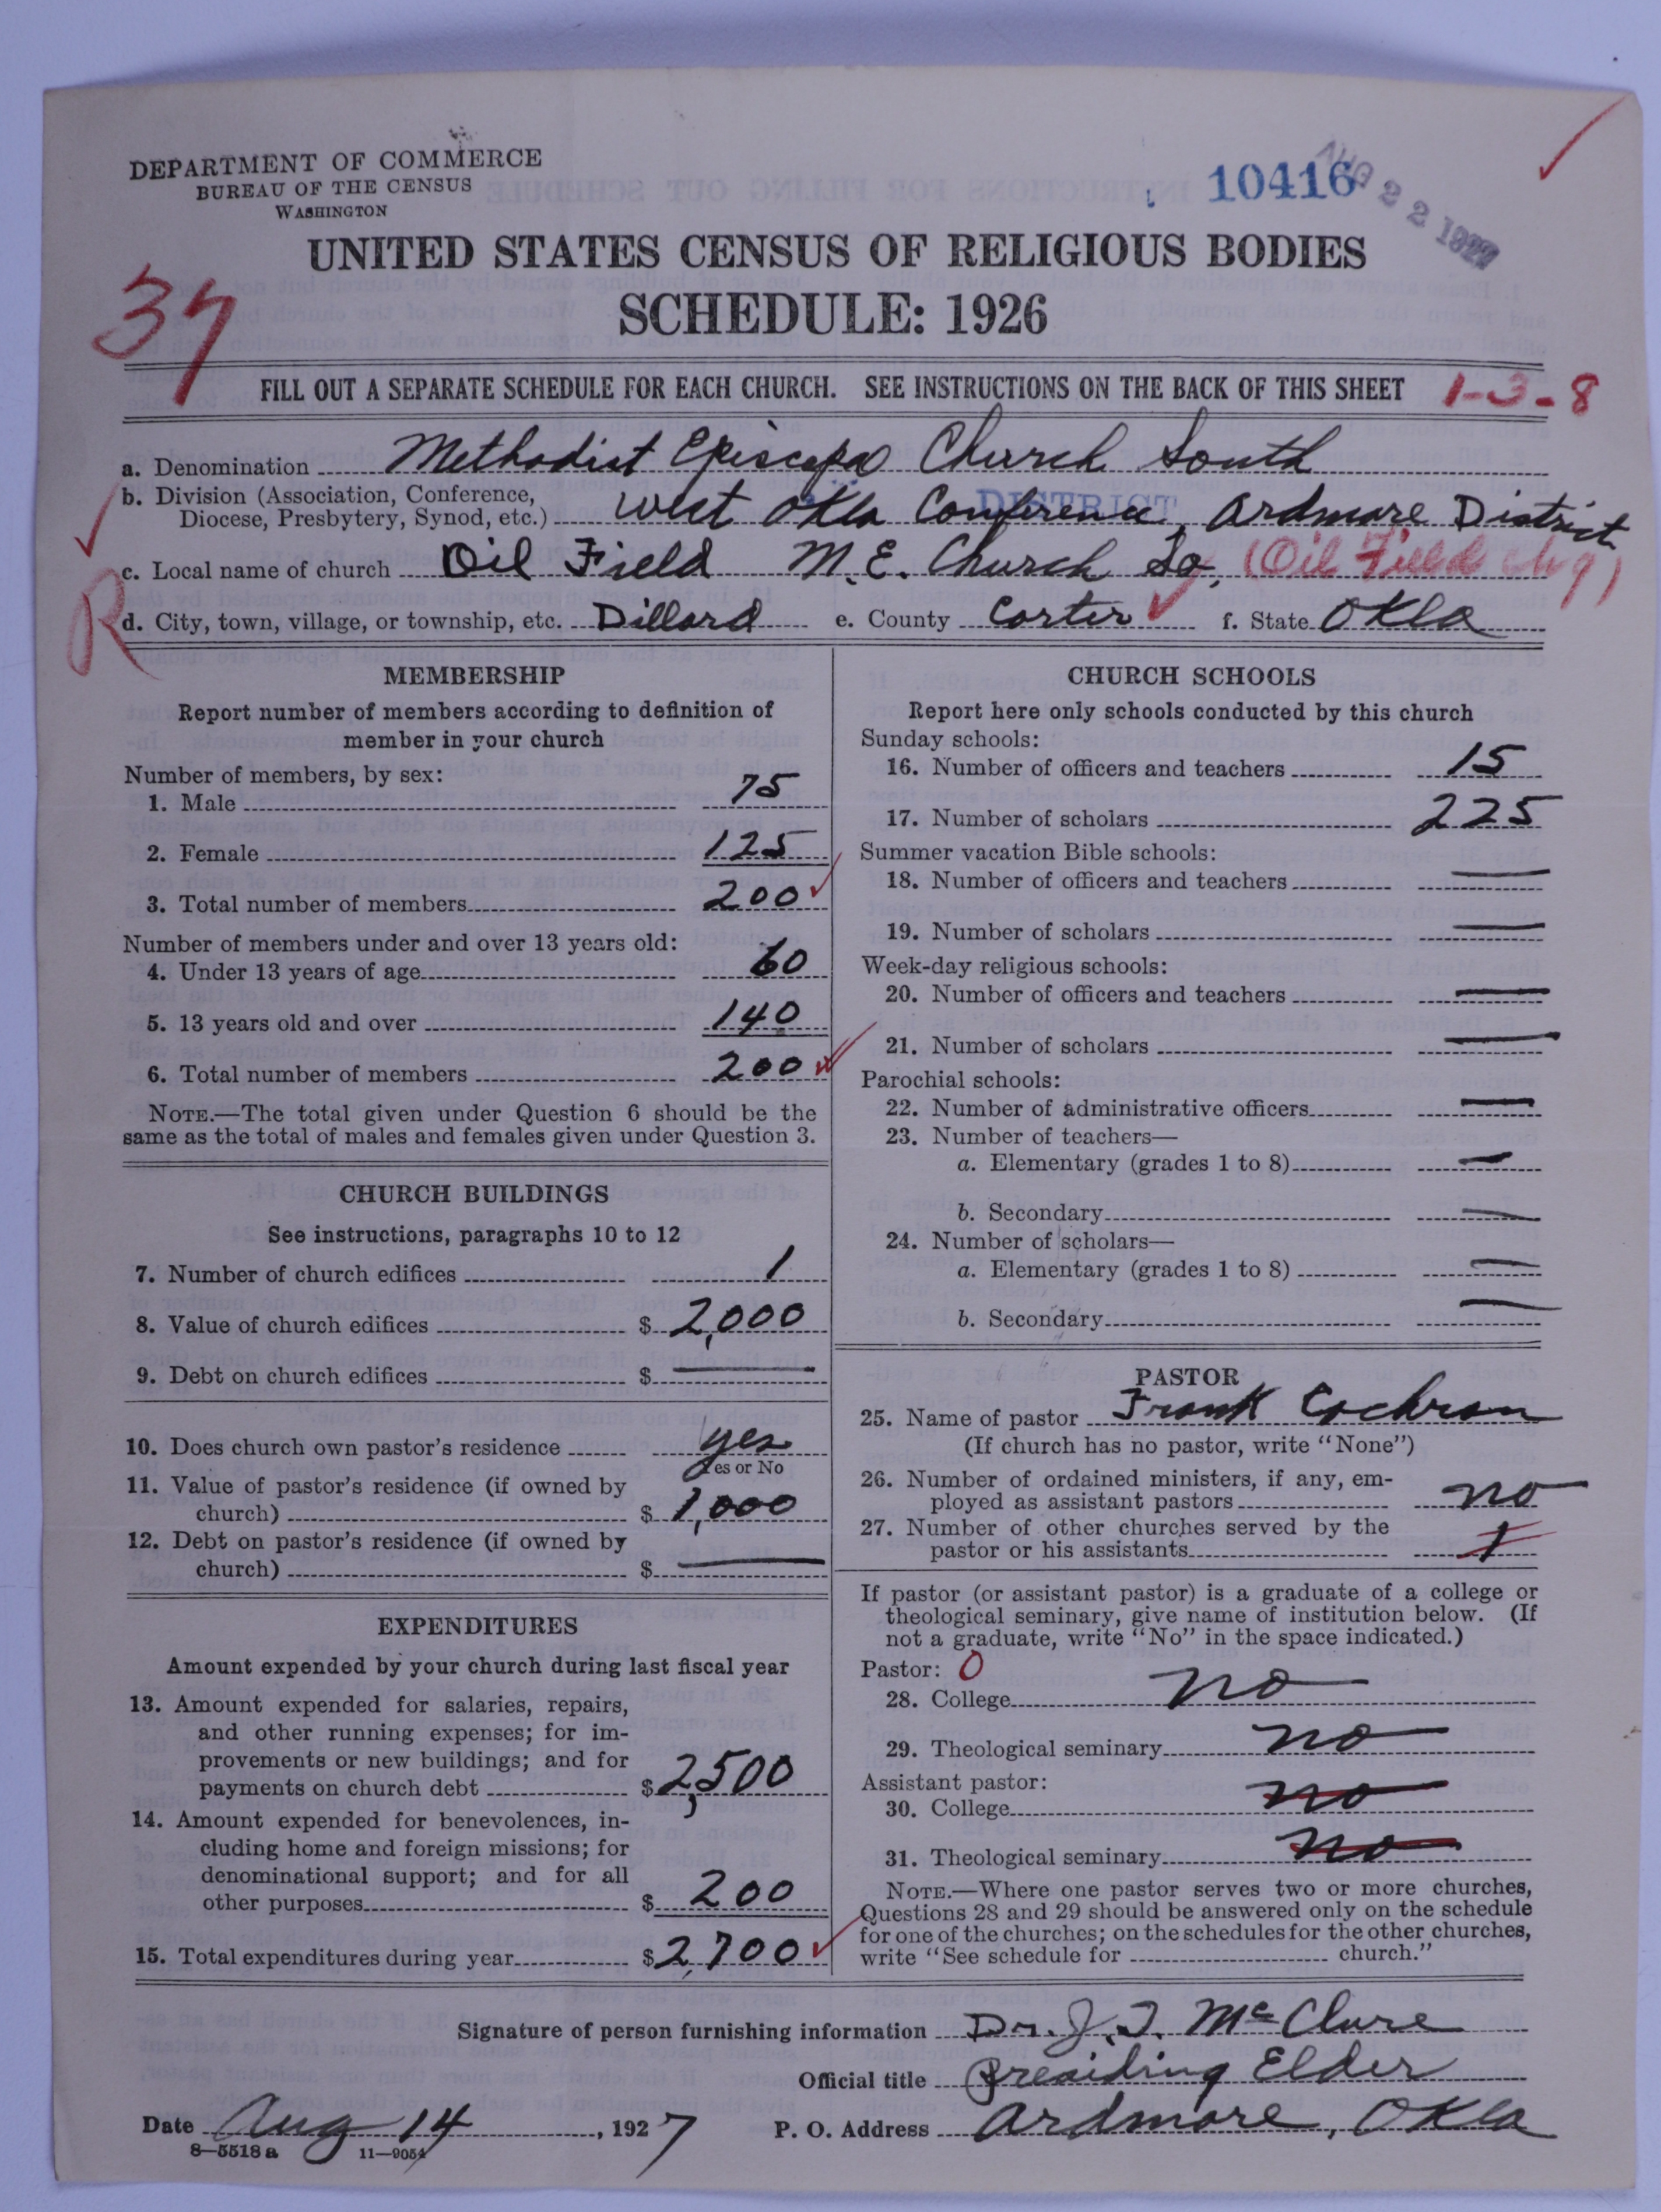 DEPARTMENT OF COMMERCE
BUREAU OF THE CENSUS
WASHINGTON
10416
AUG 22 1927
UNITED STATES CENSUS OF RELIGIOUS BODIES
SCHEDULE: 1926
37
FILL OUT A SEPARATE SCHEDULE FOR EACH CHURCH. SEE INSTRUCTIONS ON THE BACK OF THIS SHEET 1-3-8
a. Denomination Methodist Episcopa Church South
b. Division (Association, Conference, Diocese, Presbytery, Synod, etc.) West Okla Conference, Ardmore District
DISTRICT
c. Local name of church Oil Field M.E. Church So. (Oil Field chg)
R
d. City, town, village, or township, etc. Dillard e. County Carter f. State Okla
MEMBERSHIP
Report number of members according to definition of
member in your church
Number of members, by sex:
1. Male 75
2. Female 125
3. Total number of members 200
Number of members under and over 13 years old:
4. Under 13 years of age 60
5. 13 years old and over 140
6. Total number of members 200
NOTE.—The total given under Question 6 should be the
same as the total of males and females given under Question 3.
CHURCH BUILDINGS
See instructions, paragraphs 10 to 12
7. Number of church edifices 1
8. Value of church edifices $ 2,000
9. Debt on church edifices $ —
10. Does church own pastor's residence yes
Yes or No
11. Value of pastor's residence (if owned by
church) $ 1,000
12. Debt on pastor's residence (if owned by
church) $ —
EXPENDITURES
Amount expended by your church during last fiscal year
13. Amount expended for salaries, repairs,
and other running expenses; for im-
provements or new buildings; and for
payments on church debt $ 2,500
14. Amount expended for benevolences, in-
cluding home and foreign missions; for
denominational support; and for all
other purposes $ 200
15. Total expenditures during year $ 2,700
CHURCH SCHOOLS
Report here only schools conducted by this church
Sunday schools:
16. Number of officers and teachers 15
17. Number of scholars 225
Summer vacation Bible schools:
18. Number of officers and teachers —
19. Number of scholars —
Week-day religious schools:
20. Number of officers and teachers —
21. Number of scholars —
Parochial schools:
22. Number of administrative officers —
23. Number of teachers—
a. Elementary (grades 1 to 8) —
b. Secondary —
24. Number of scholars—
a. Elementary (grades 1 to 8) —
b. Secondary —
PASTOR
25. Name of pastor Frank Cochran
(If church has no pastor, write "None")
26. Number of ordained ministers, if any, em-
ployed as assistant pastors no
27. Number of other churches served by the
pastor or his assistants 1
If pastor (or assistant pastor) is a graduate of a college or
theological seminary, give name of institution below. (If
not a graduate, write "No" in the space indicated.)
Pastor: 0
28. College no
29. Theological seminary no
Assistant pastor:
30. College no
31. Theological seminary no
NOTE.—Where one pastor serves two or more churches,
Questions 28 and 29 should be answered only on the schedule
for one of the churches; on the schedules for the other churches,
write "See schedule for church."
Signature of person furnishing information Dr. J. T. McClure
Official title Presiding Elder
Date Aug 14, 1927 P. O. Address Ardmore, Okla
8—5518 a 11—9054